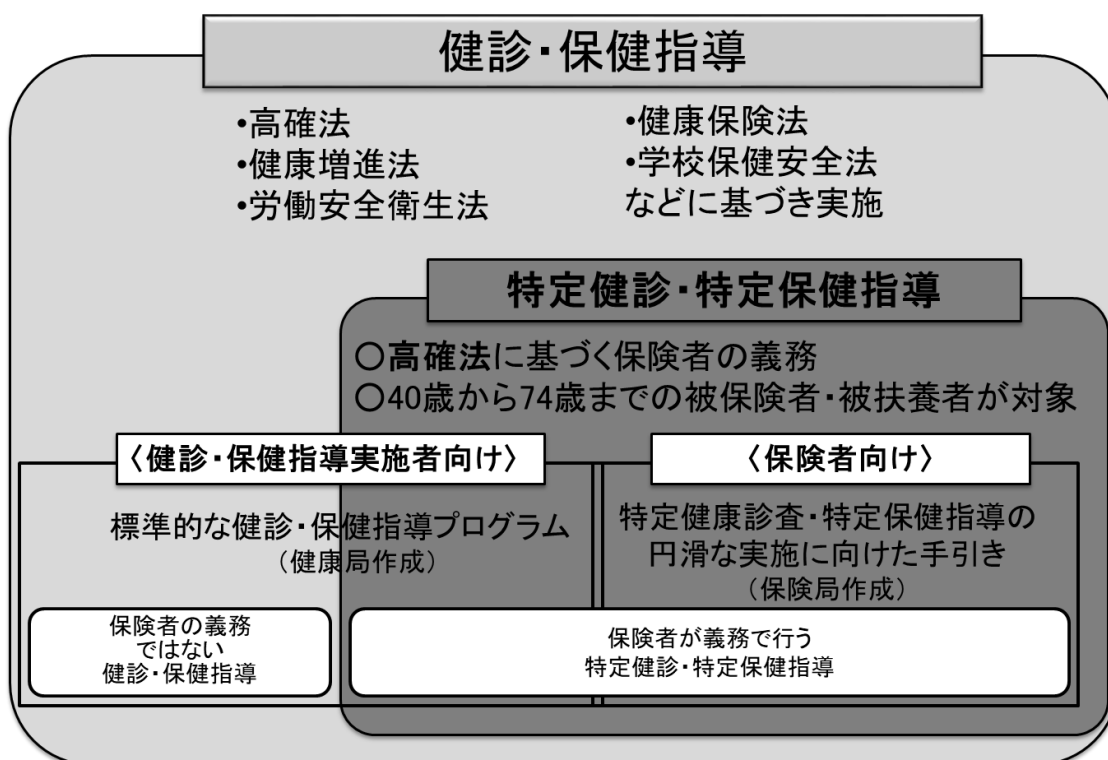 健診・保健指導
・高確法
・健康増進法
・労働安全衛生法
・健康保険法
・学校保健安全法
などに基づき実施
特定健診・特定保健指導
○高確法に基づく保険者の義務
○40歳から74歳までの被保険者・被扶養者が対象
〈健診・保健指導実施者向け〉
標準的な健診・保健指導プログラム
（健康局作成）
〈保険者向け〉
特定健康診査・特定保健指導の
円滑な実施に向けた手引き
（保険局作成）
保険者の義務
ではない
健診・保健指導
保険者が義務で行う
特定健診・特定保健指導